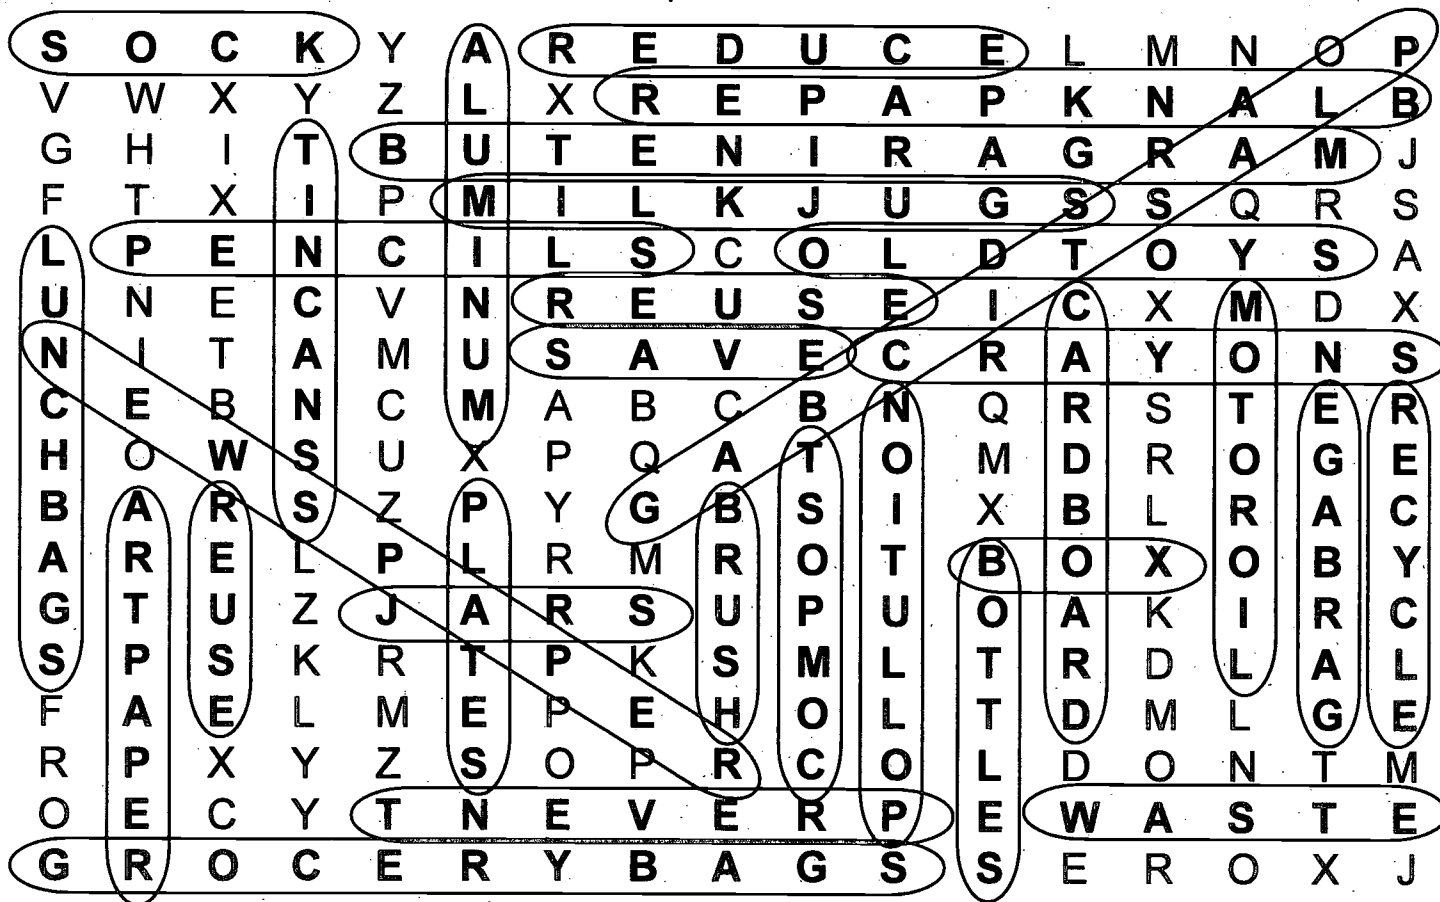 S O C K Y A R E D U C E L M N O P
V W X Y Z L X R E P A P K N A L B
G H I T B U T E N I R A G R A M J
F T X I P M I L K J U G S S Q R S
L P E N C I L S C O L D T O Y S A
U N E C V N R E U S E I C X M D X
N I T A M U S A V E C R A Y O N S
C E B N C M A B C B N Q R S T E R
H O W S U X P Q A T O M D R O G E
B A R S Z P Y G B S I X B L R A C
A R E L P L R M R O T B O X O B Y
G T U Z J A R S U P U O A K I R C
S P S K R T P K S M L T R D L A L
F A E L M E P E H O L T D M L G E
R P X Y Z S O P R C O L D O N T M
O E C Y T N E V E R P E W A S T E
G R O C E R Y B A G S S E R O X J